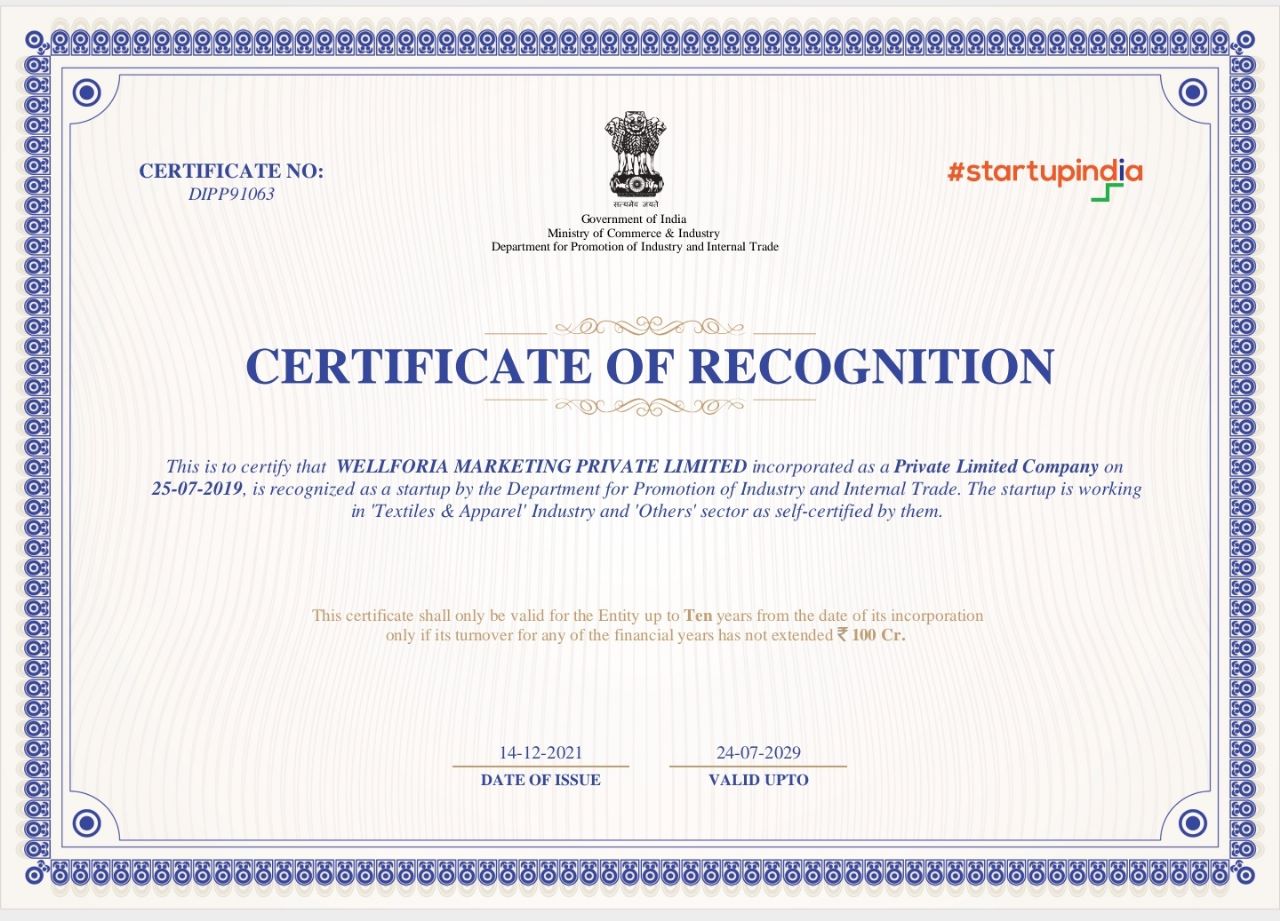 CERTIFICATE NO:
DIPP91063
सत्यमेव जयते
Government of India
Ministry of Commerce & Industry
Department for Promotion of Industry and Internal Trade
#startupindia
CERTIFICATE OF RECOGNITION
This is to certify that WELLFORIA MARKETING PRIVATE LIMITED incorporated as a Private Limited Company on
25-07-2019, is recognized as a startup by the Department for Promotion of Industry and Internal Trade. The startup is working
in 'Textiles & Apparel' Industry and 'Others' sector as self-certified by them.
This certificate shall only be valid for the Entity up to Ten years from the date of its incorporation
only if its turnover for any of the financial years has not extended ₹ 100 Cr.
14-12-2021
DATE OF ISSUE
24-07-2029
VALID UPTO